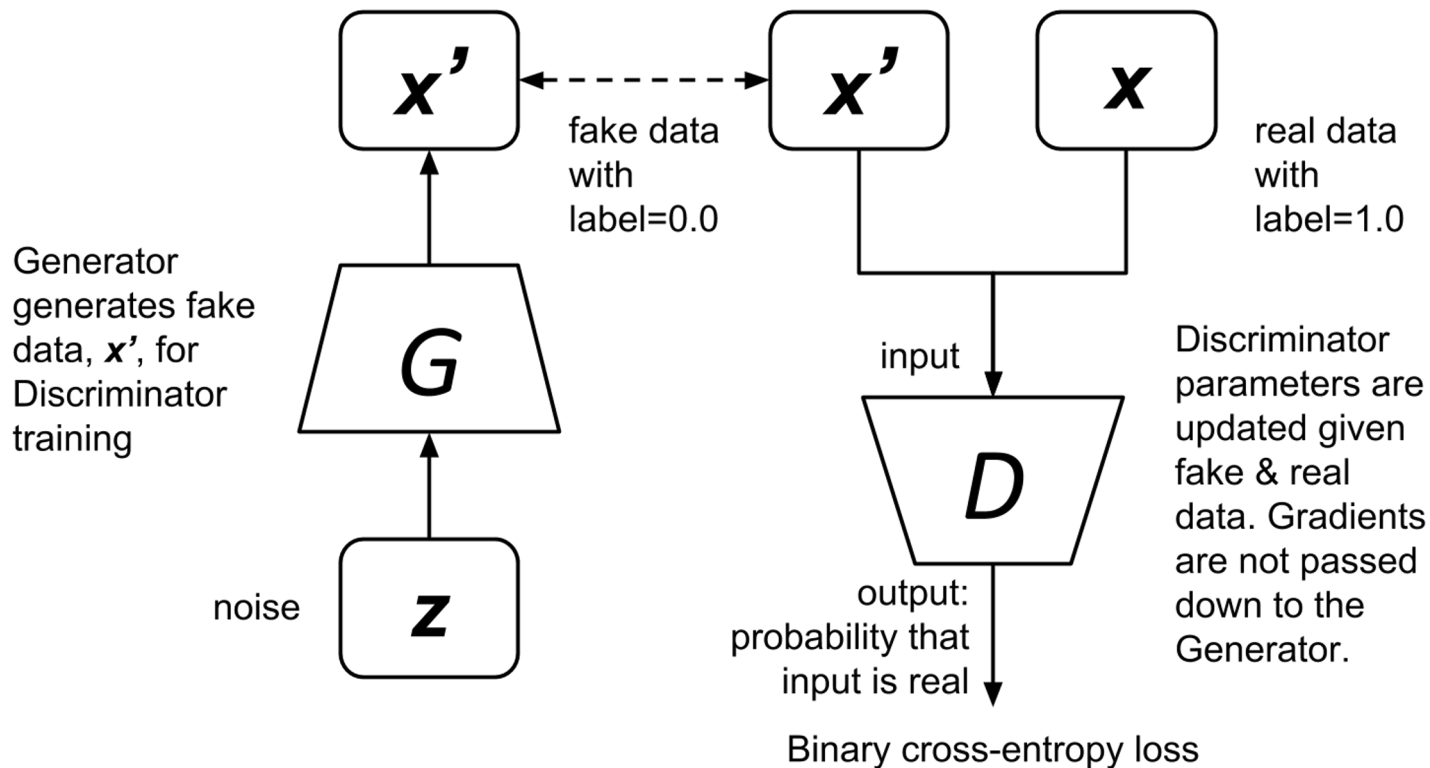 x’
x’
x
fake data
with
label=0.0
real data
with
label=1.0
Generator
generates fake
data, x’, for
Discriminator
training
G
input
Discriminator
parameters are
updated given
fake & real
data. Gradients
are not passed
down to the
Generator.
D
noise
z
output:
probability that
input is real
Binary cross-entropy loss